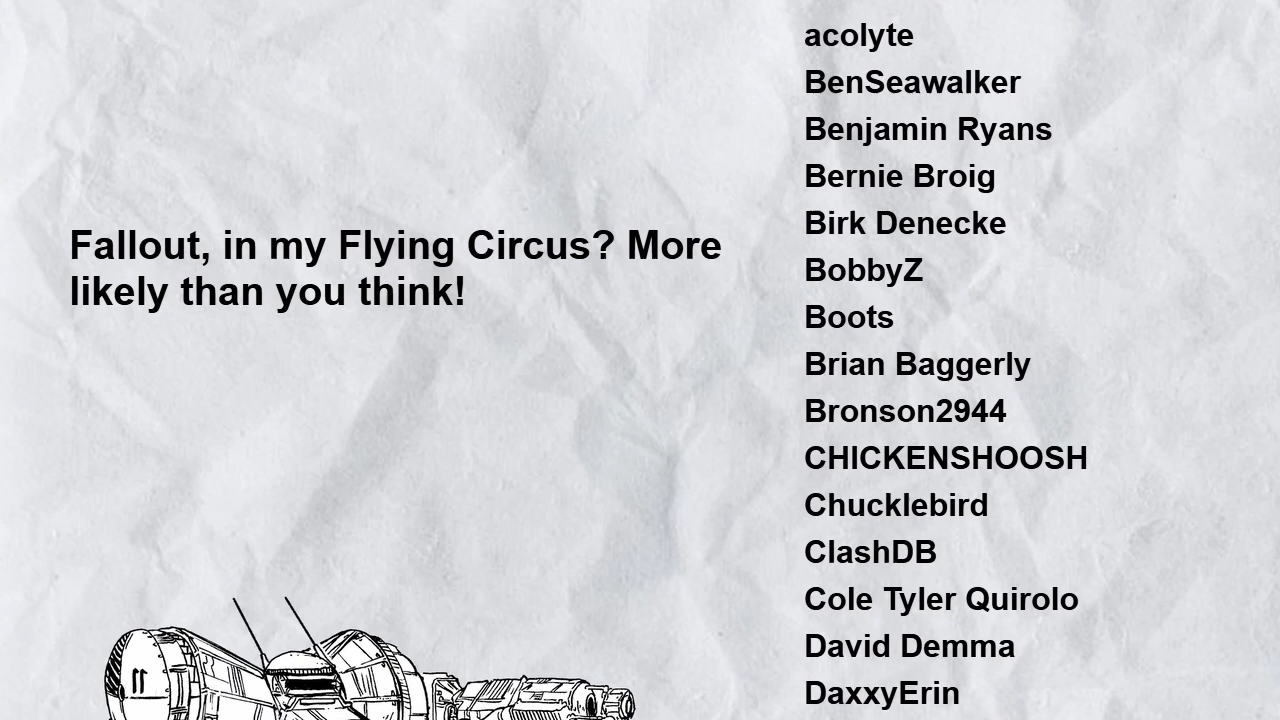 Fallout, in my Flying Circus? More
likely than you think!
acolyte
BenSeawalker
Benjamin Ryans
Bernie Broig
Birk Denecke
BobbyZ
Boots
Brian Baggerly
Bronson2944
CHICKENSHOOSH
Chucklebird
ClashDB
Cole Tyler Quirolo
David Demma
DaxxyErin